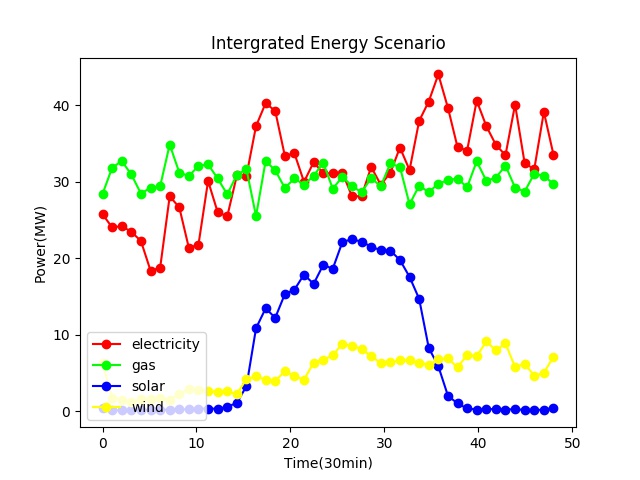 Intergrated Energy Scenario
Power(MW)
40
30
20
10
0
electricity
gas
solar
wind
0 10 20 30 40 50
Time(30min)